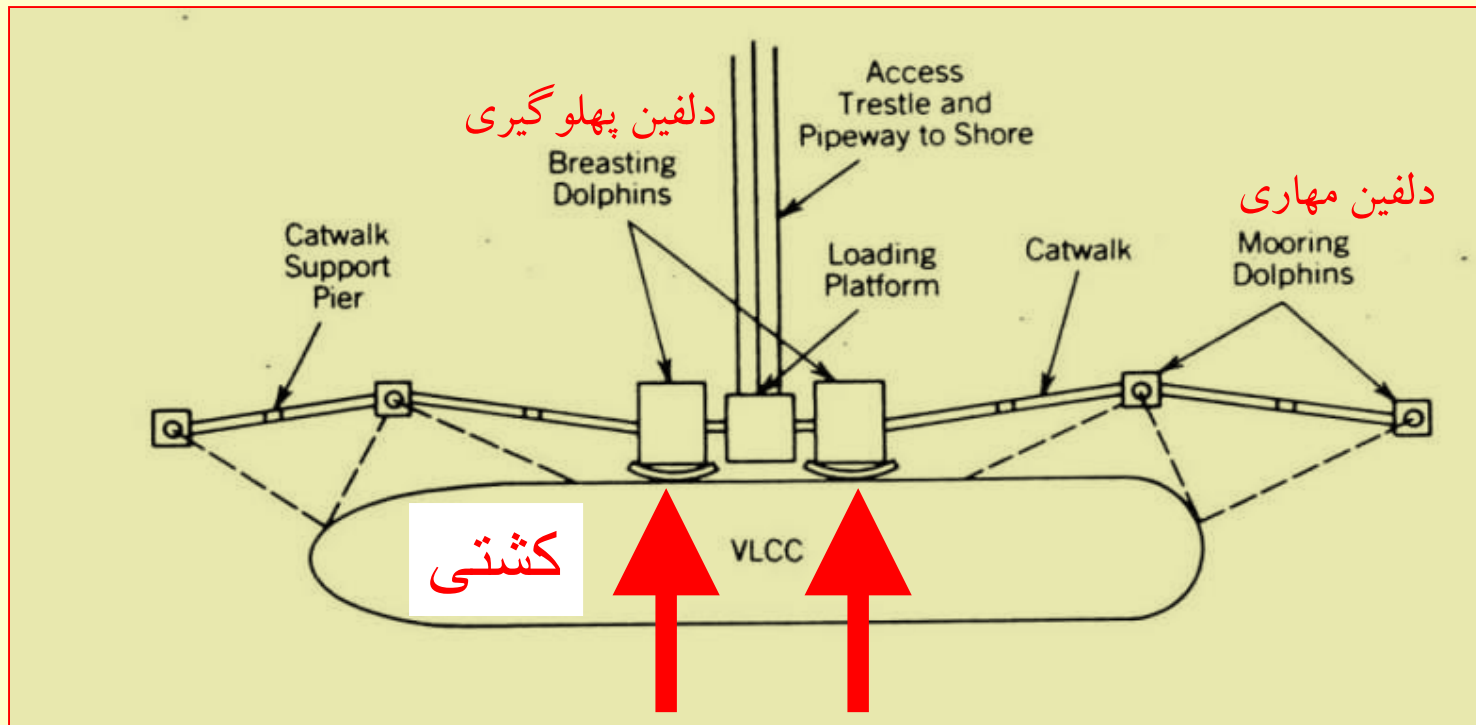 Access
Trestle and
Pipeway to Shore
دلفین پهلوگیری
Breasting
Dolphins
دلفین مهاری
Mooring
Dolphins
Catwalk
Support
Pier
Loading
Platform
Catwalk
کشتی
VLCC